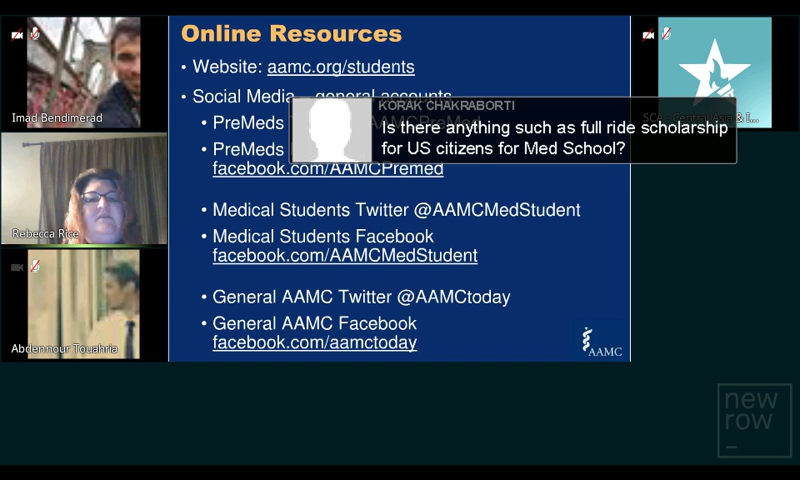 Online Resources
• Website: aamc.org/students
• Social Media – general accounts
• PreMeds
• PreMeds
facebook.com/AAMCPremed
• Medical Students Twitter @AAMCMedStudent
• Medical Students Facebook
facebook.com/AAMCMedStudent
• General AAMC Twitter @AAMCtoday
• General AAMC Facebook
facebook.com/aamctoday
AAMC
KORAK CHAKRABORTI
Is there anything such as full ride scholarship
for US citizens for Med School?
Imad Bendimerad
Rebecca Rice
Abdennour Touahria
SCA - Central Asia & I...
new
row